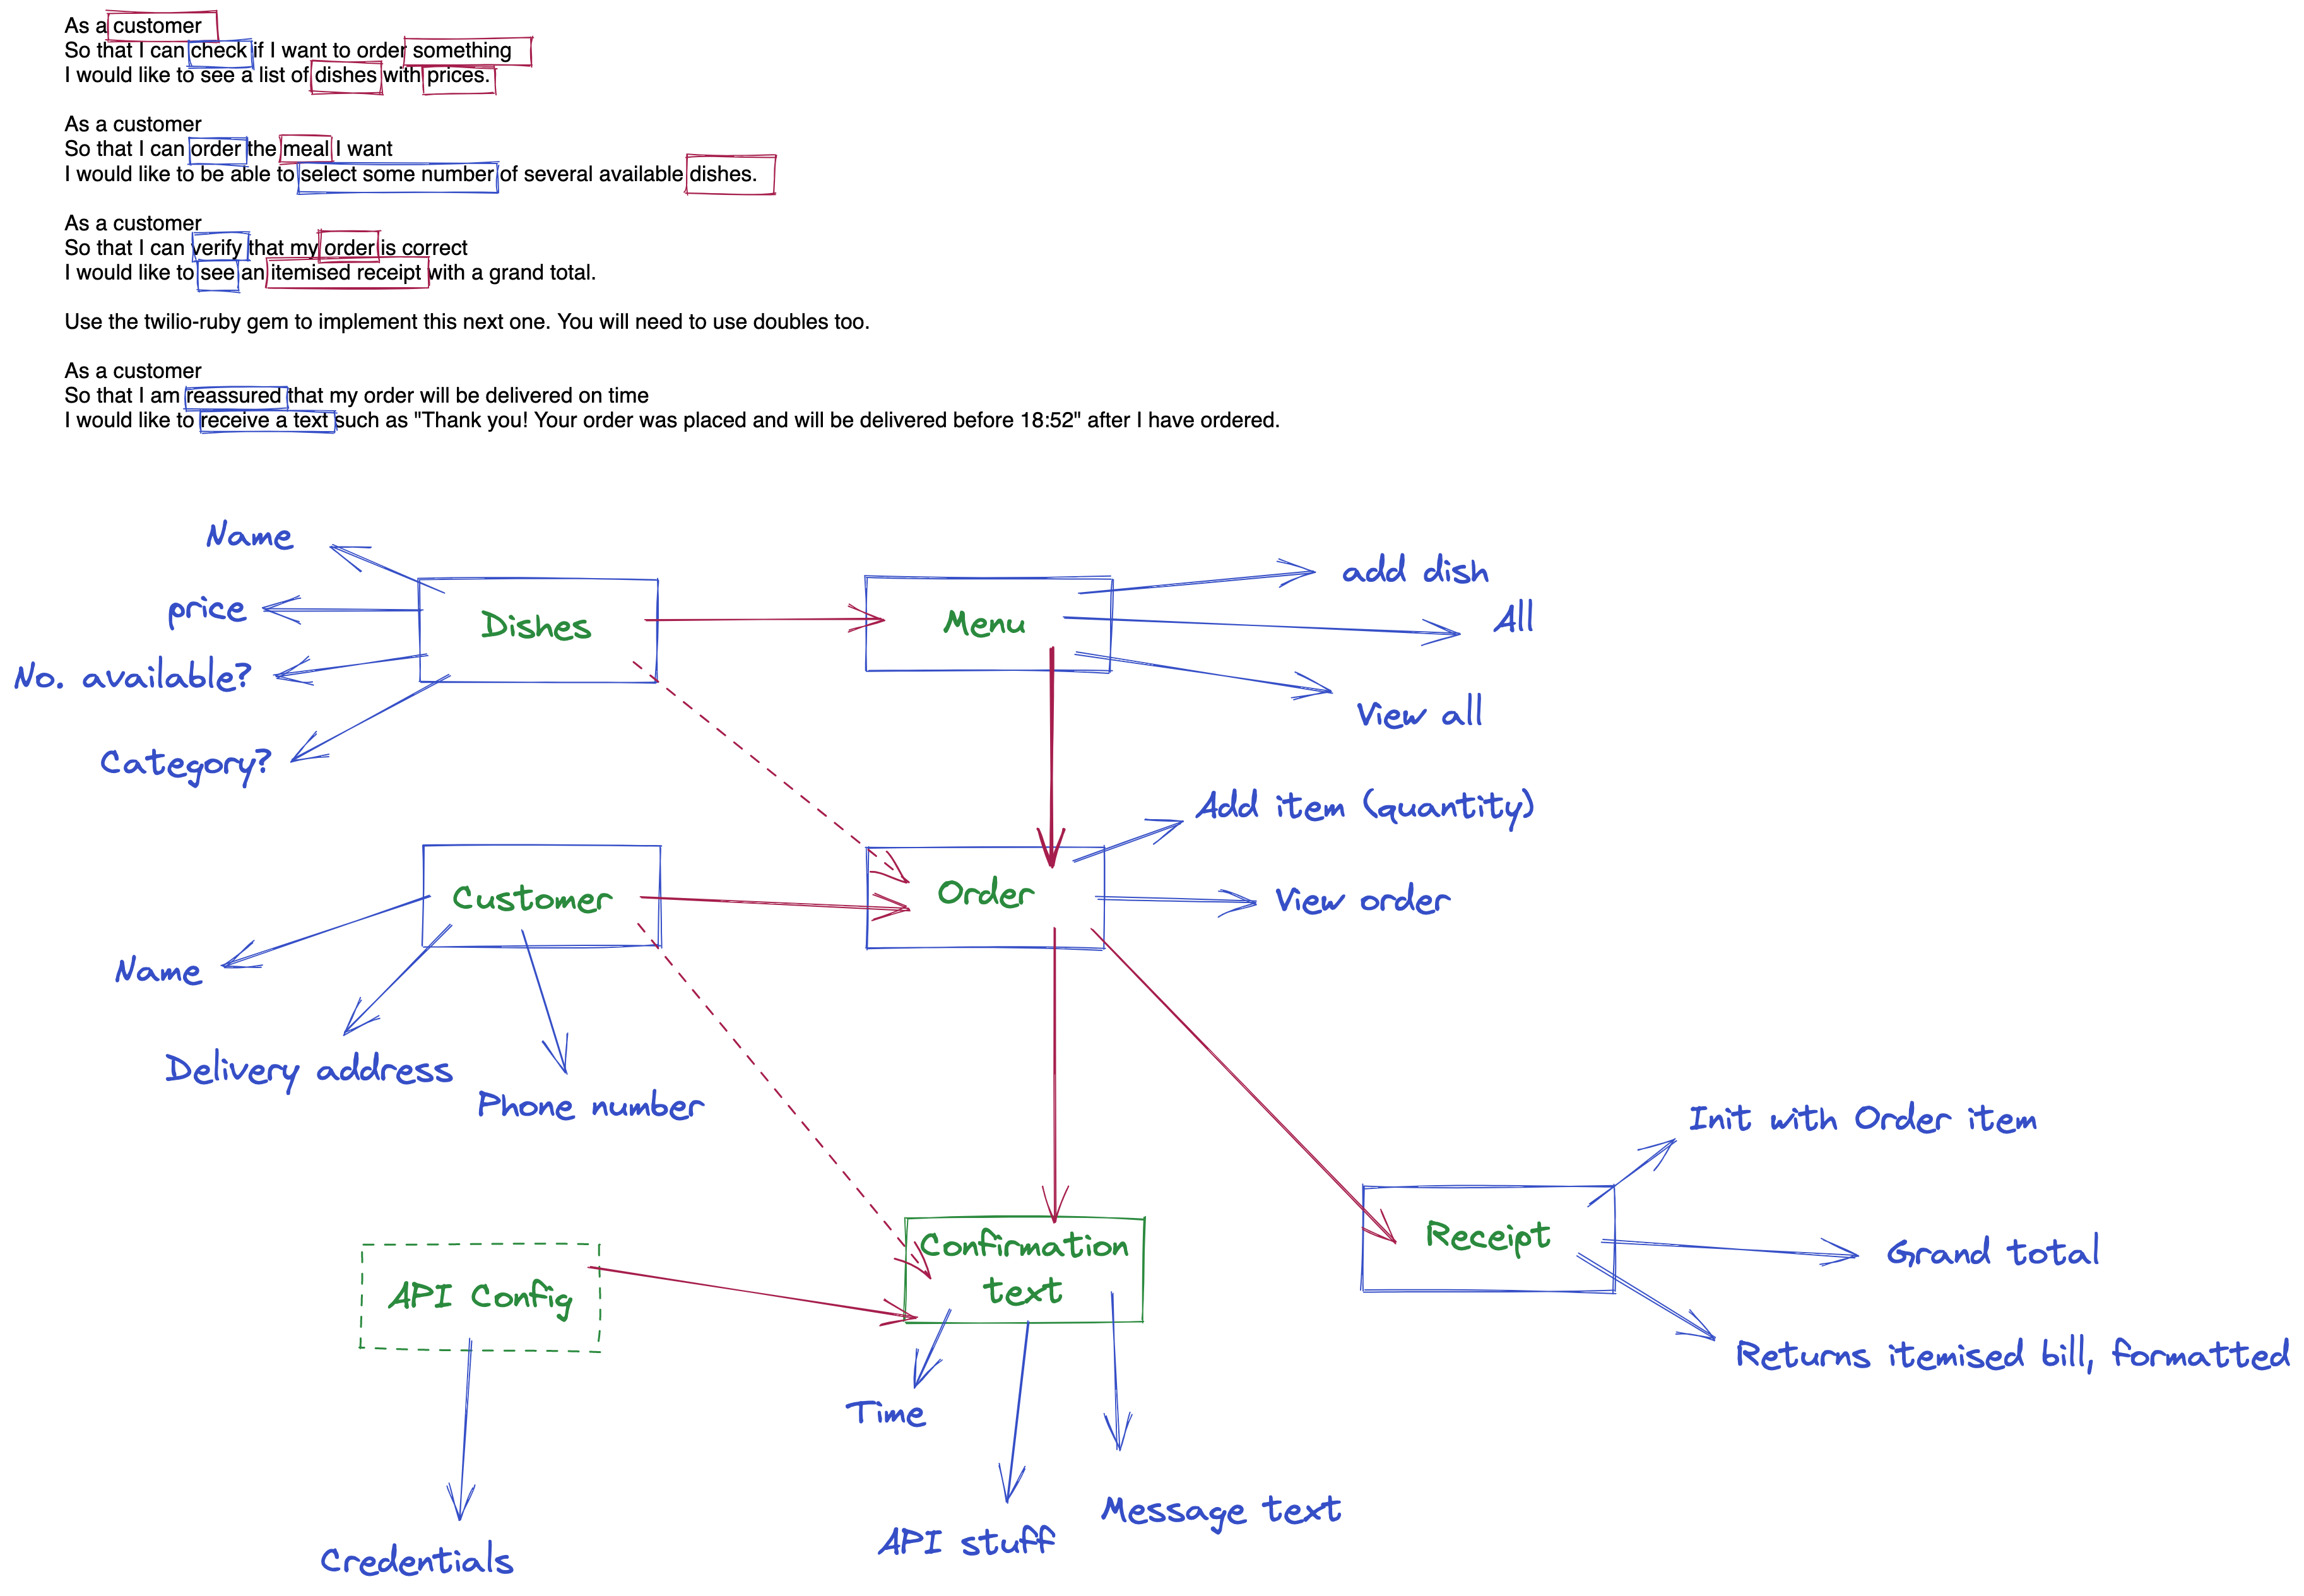 As a customer
So that I can check if I want to order something
I would like to see a list of dishes with prices.
As a customer
So that I can order the meal I want
I would like to be able to select some number of several available dishes.
As a customer
So that I can verify that my order is correct
I would like to see an itemised receipt with a grand total.
Use the twilio-ruby gem to implement this next one. You will need to use doubles too.
As a customer
So that I am reassured that my order will be delivered on time
I would like to receive a text such as "Thank you! Your order was placed and will be delivered before 18:52" after I have ordered.
Name
price
No. available?
Category?
Dishes
Menu
add dish
All
View all
Customer
Name
Delivery address
Phone number
Order
Add item (quantity)
View order
API Config
Credentials
Confirmation
text
Time
API stuff
Message text
Receipt
Init with Order item
Grand total
Returns itemised bill, formatted